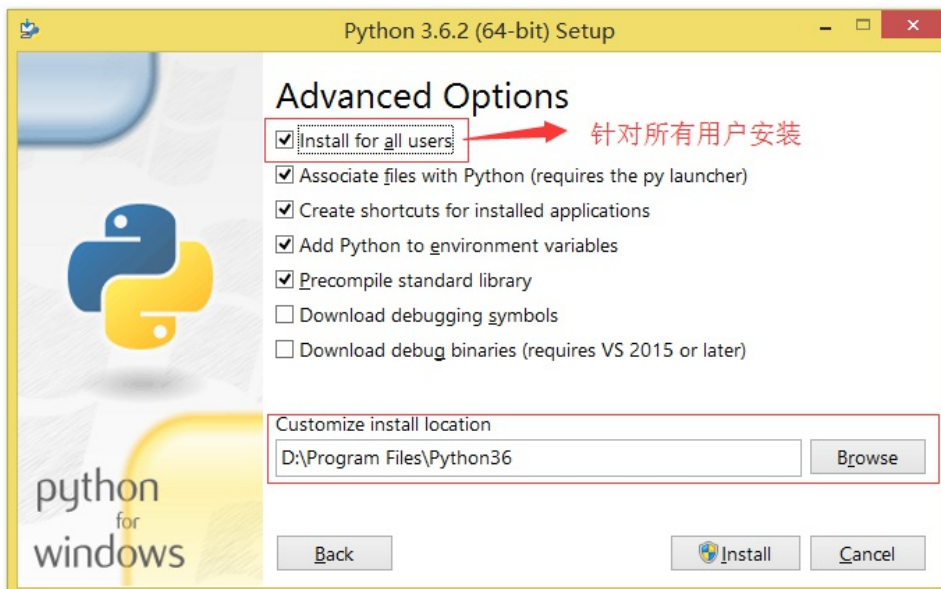 Python 3.6.2 (64-bit) Setup
Advanced Options
Install for all users
针对所有用户安装
Associate files with Python (requires the py launcher)
Create shortcuts for installed applications
Add Python to environment variables
Precompile standard library
Download debugging symbols
Download debug binaries (requires VS 2015 or later)
Customize install location
D:\Program Files\Python36
Browse
python
for
windows
Back
Install
Cancel